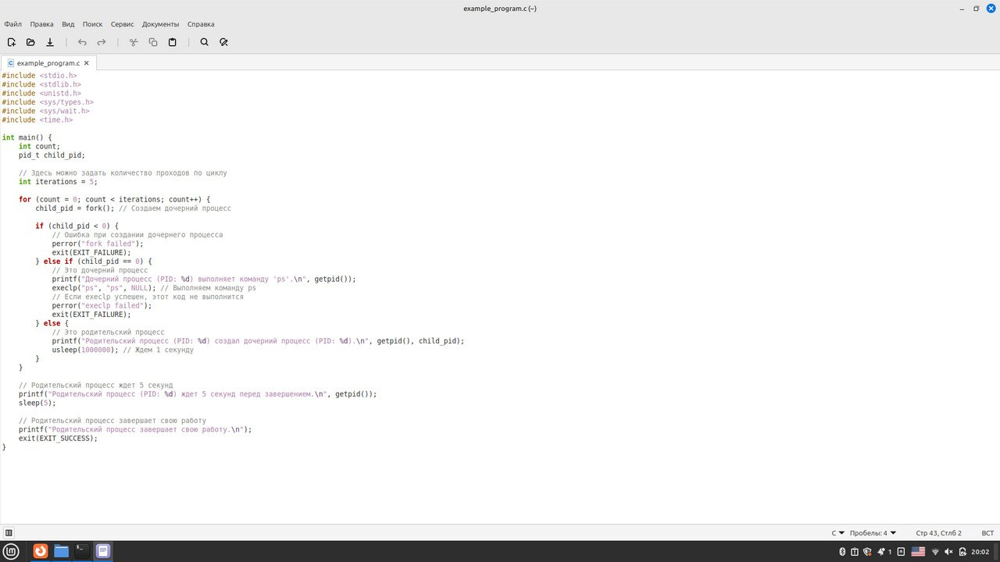 example_program.c (~)
Файл Правка Вид Поиск Сервис Документы Справка
example_program.c
#include <stdio.h>
#include <stdlib.h>
#include <unistd.h>
#include <sys/types.h>
#include <sys/wait.h>
#include <time.h>
int main() {
    int count;
    pid_t child_pid;
    // Здесь можно задать количество проходов по циклу
    int iterations = 5;
    for (count = 0; count < iterations; count++) {
        child_pid = fork(); // Создаем дочерний процесс
        if (child_pid < 0) {
            // Ошибка при создании дочернего процесса
            perror("fork failed");
            exit(EXIT_FAILURE);
        } else if (child_pid == 0) {
            // Это дочерний процесс
            printf("Дочерний процесс (PID: %d) выполняет команду 'ps'.\n", getpid());
            execlp("ps", "ps", NULL); // Выполняем команду ps
            // Если execlp успешен, этот код не выполнится
            perror("execlp failed");
            exit(EXIT_FAILURE);
        } else {
            // Это родительский процесс
            printf("Родительский процесс (PID: %d) создал дочерний процесс (PID: %d).\n", getpid(), child_pid);
            usleep(1000000); // Ждем 1 секунду
        }
    }
    // Родительский процесс ждет 5 секунд
    printf("Родительский процесс (PID: %d) ждет 5 секунд перед завершением.\n", getpid());
    sleep(5);
    // Родительский процесс завершает свою работу
    printf("Родительский процесс завершает свою работу.\n");
    exit(EXIT_SUCCESS);
}
C Пробелы: 4 Стр 43, Стлб 2 ВСТ
1 20:02